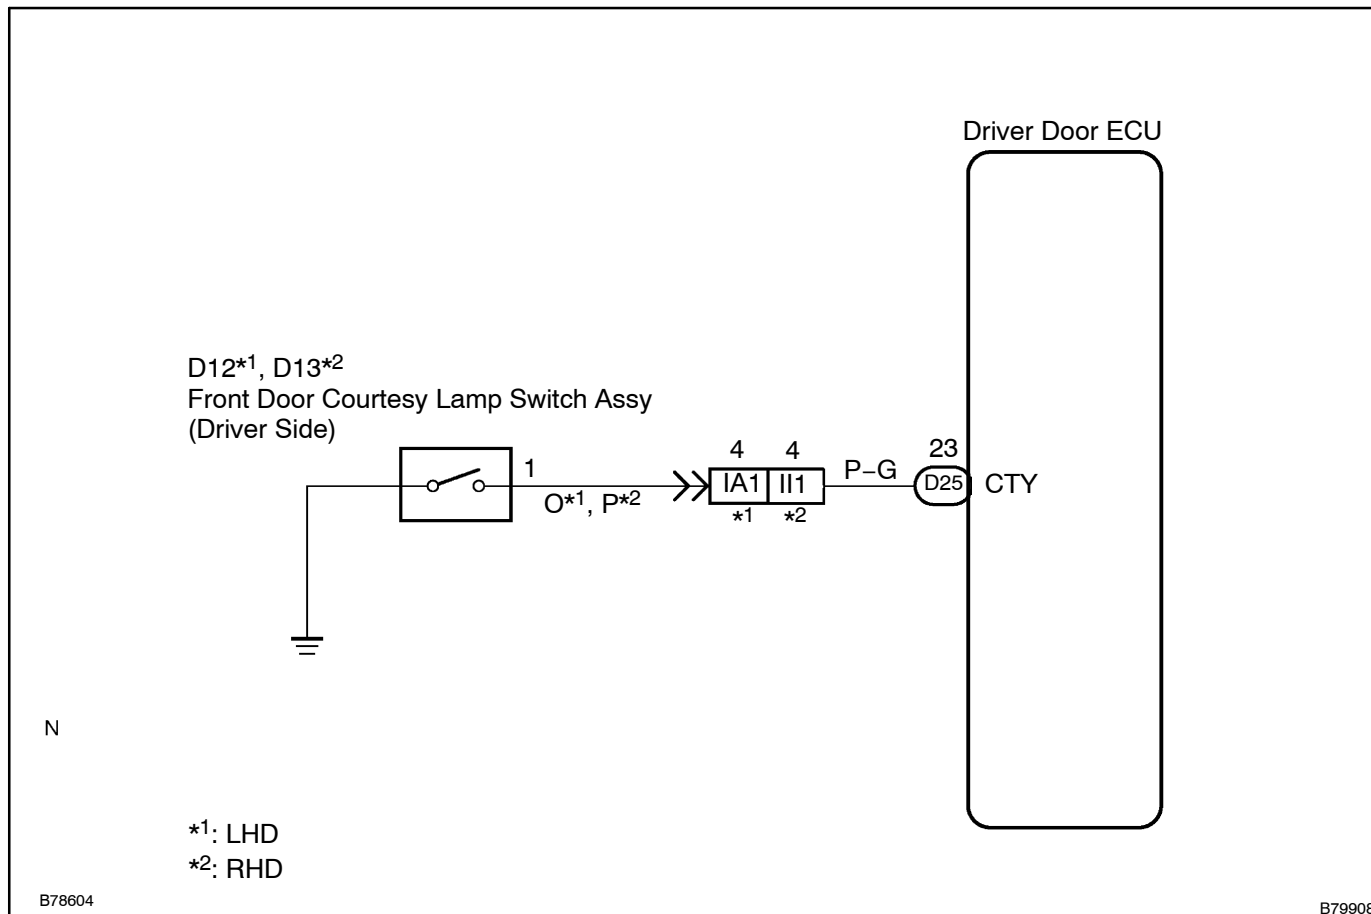 Driver Door ECU
D12*1, D13*2
Front Door Courtesy Lamp Switch Assy
(Driver Side)
1
O*1, P*2
4
4
IA1
II1
*1
*2
P–G
23
D25
CTY
N
*1: LHD
*2: RHD
B78604
B79908